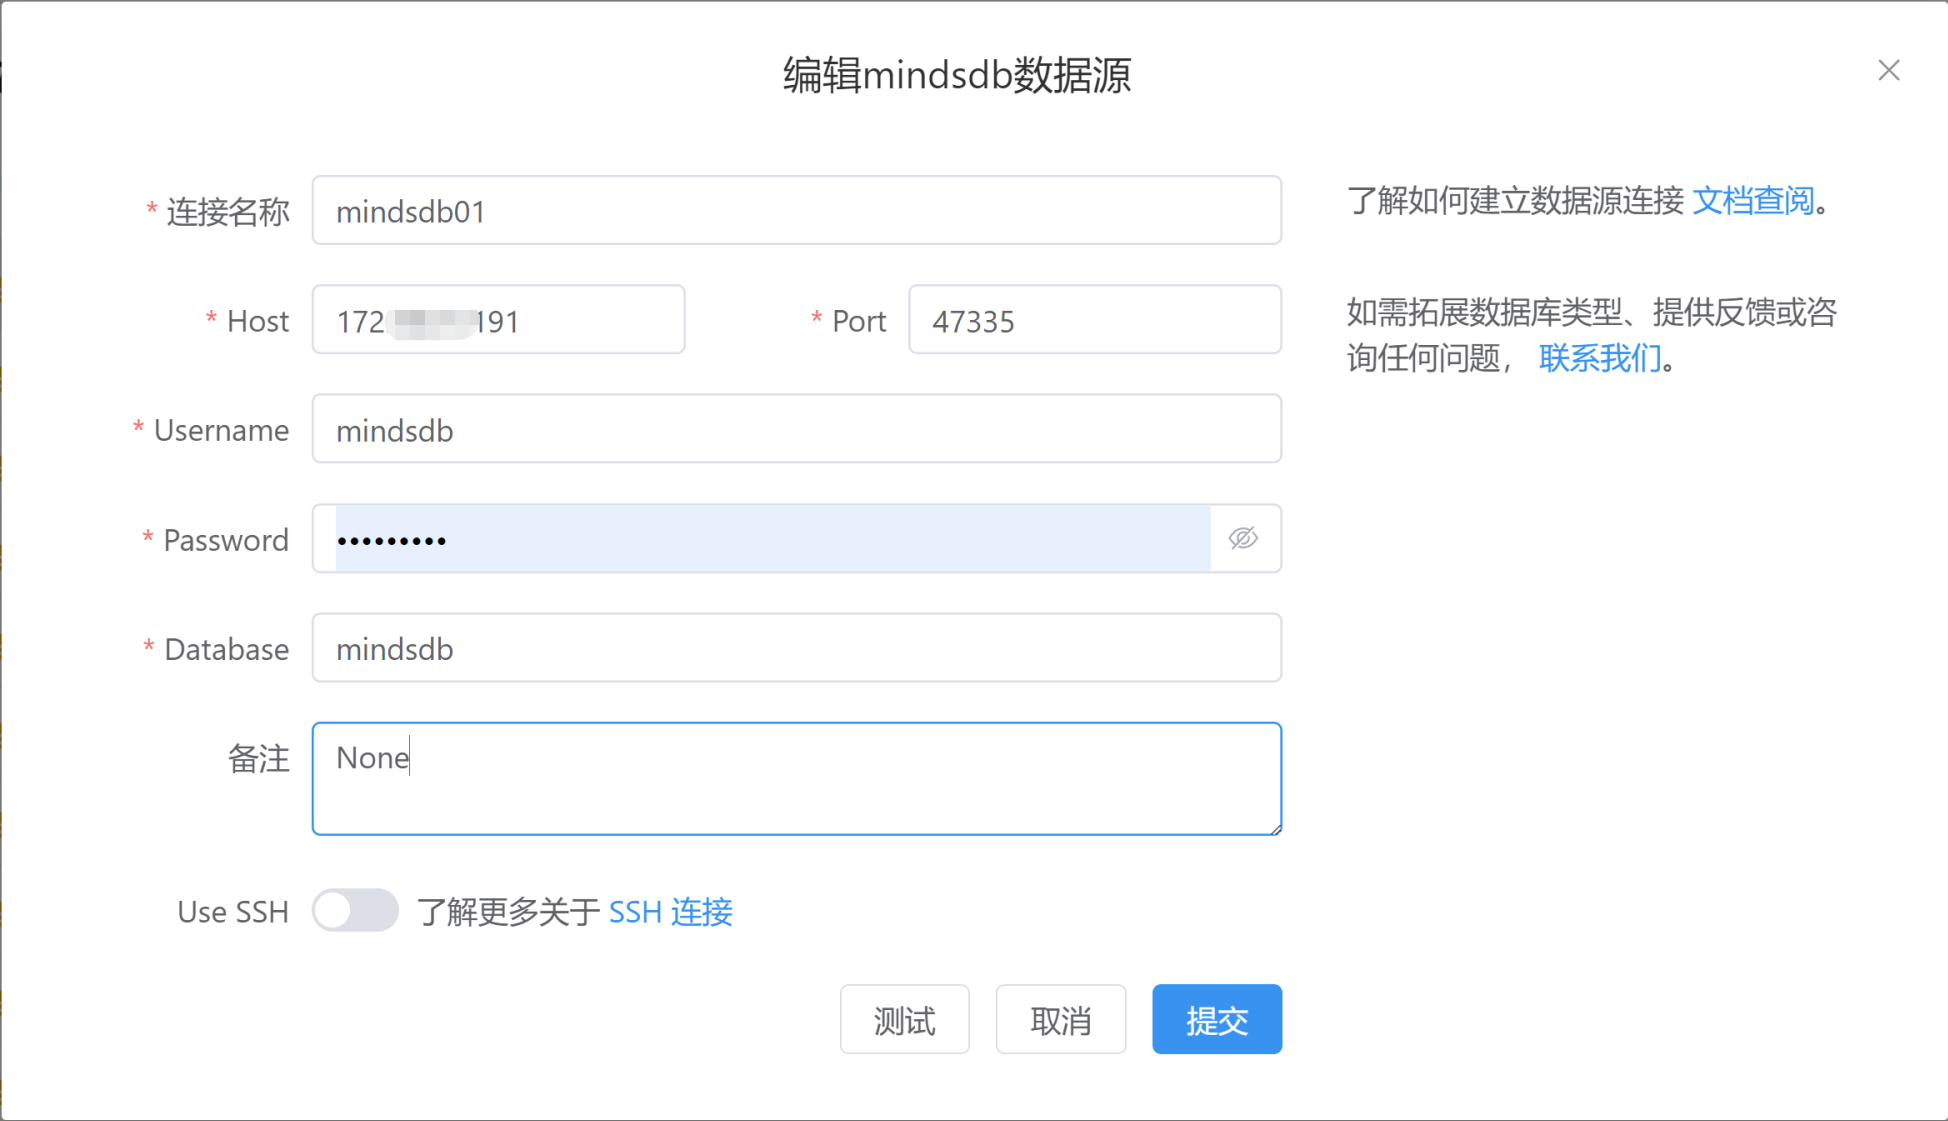 编辑mindsdb数据源
* 连接名称 mindsdb01
* Host 172 191 * Port 47335
* Username mindsdb
* Password •••••••••
* Database mindsdb
备注 None
Use SSH 了解更多关于 SSH 连接
测试 取消 提交
了解如何建立数据源连接 文档查阅。
如需拓展数据库类型、提供反馈或咨
询任何问题， 联系我们。